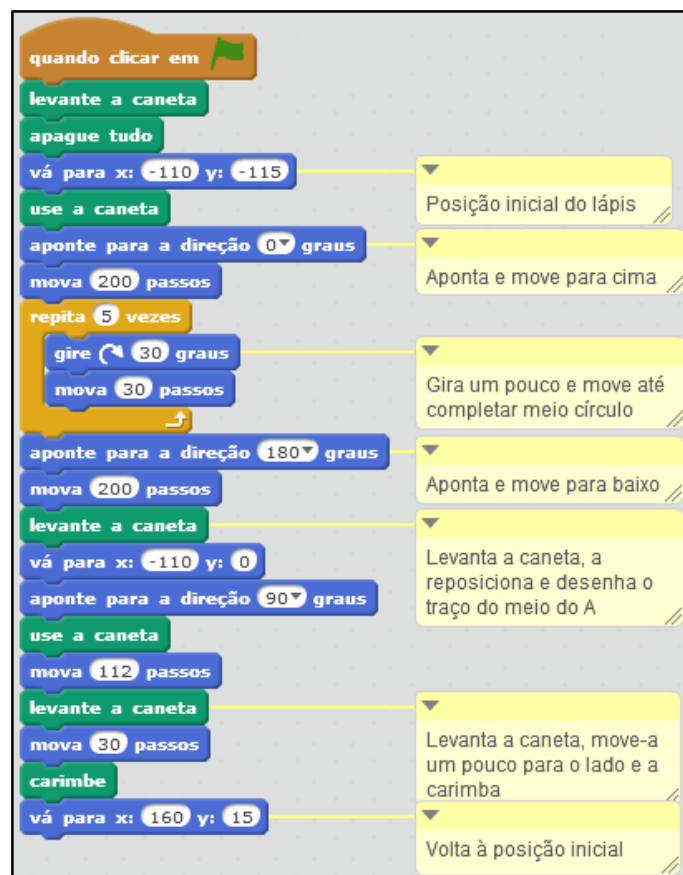 quando clicar em
levante a caneta
apague tudo
vá para x: -110 y: -115
Posição inicial do lápis
use a caneta
aponte para a direção 0 graus
Aponta e move para cima
mova 200 passos
repita 5 vezes
gire 30 graus
mova 30 passos
Gira um pouco e move até
completar meio círculo
aponte para a direção 180 graus
Aponta e move para baixo
mova 200 passos
levante a caneta
vá para x: -110 y: 0
aponte para a direção 90 graus
Levanta a caneta, a
reposiciona e desenha o
traço do meio do A
use a caneta
mova 112 passos
levante a caneta
mova 30 passos
carimbe
Levanta a caneta, move-a
um pouco para o lado e a
carimba
vá para x: 160 y: 15
Volta à posição inicial